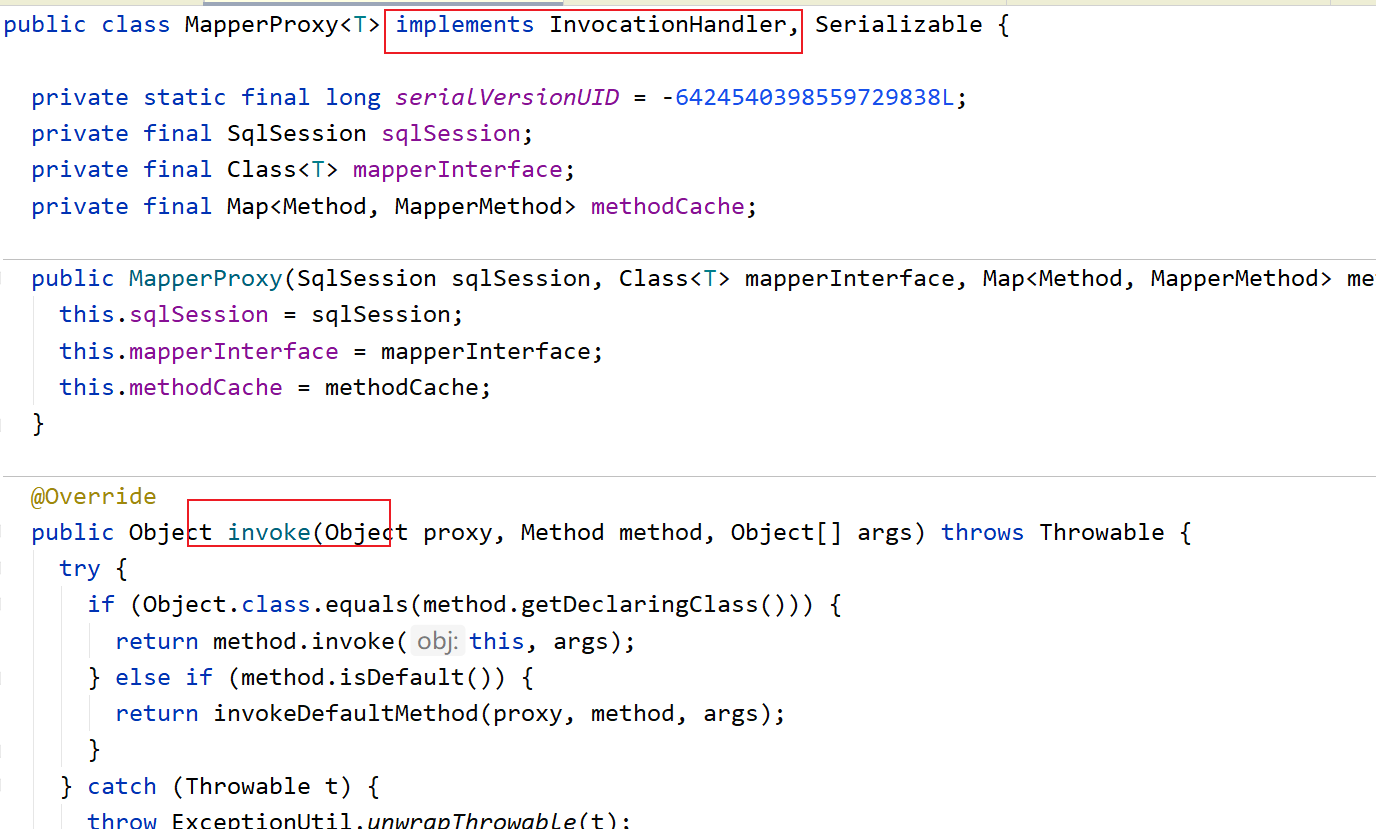 public class MapperProxy<T> implements InvocationHandler, Serializable {
private static final long serialVersionUID = -6424540398559729838L;
private final SqlSession sqlSession;
private final Class<T> mapperInterface;
private final Map<Method, MapperMethod> methodCache;
public MapperProxy(SqlSession sqlSession, Class<T> mapperInterface, Map<Method, MapperMethod> me
this.sqlSession = sqlSession;
this.mapperInterface = mapperInterface;
this.methodCache = methodCache;
}
@Override
public Object invoke(Object proxy, Method method, Object[] args) throws Throwable {
try {
if (Object.class.equals(method.getDeclaringClass())) {
return method.invoke( obj: this, args);
} else if (method.isDefault()) {
return invokeDefaultMethod(proxy, method, args);
}
} catch (Throwable t) {
throw ExceptionUtil.unwrapThrowable(t);